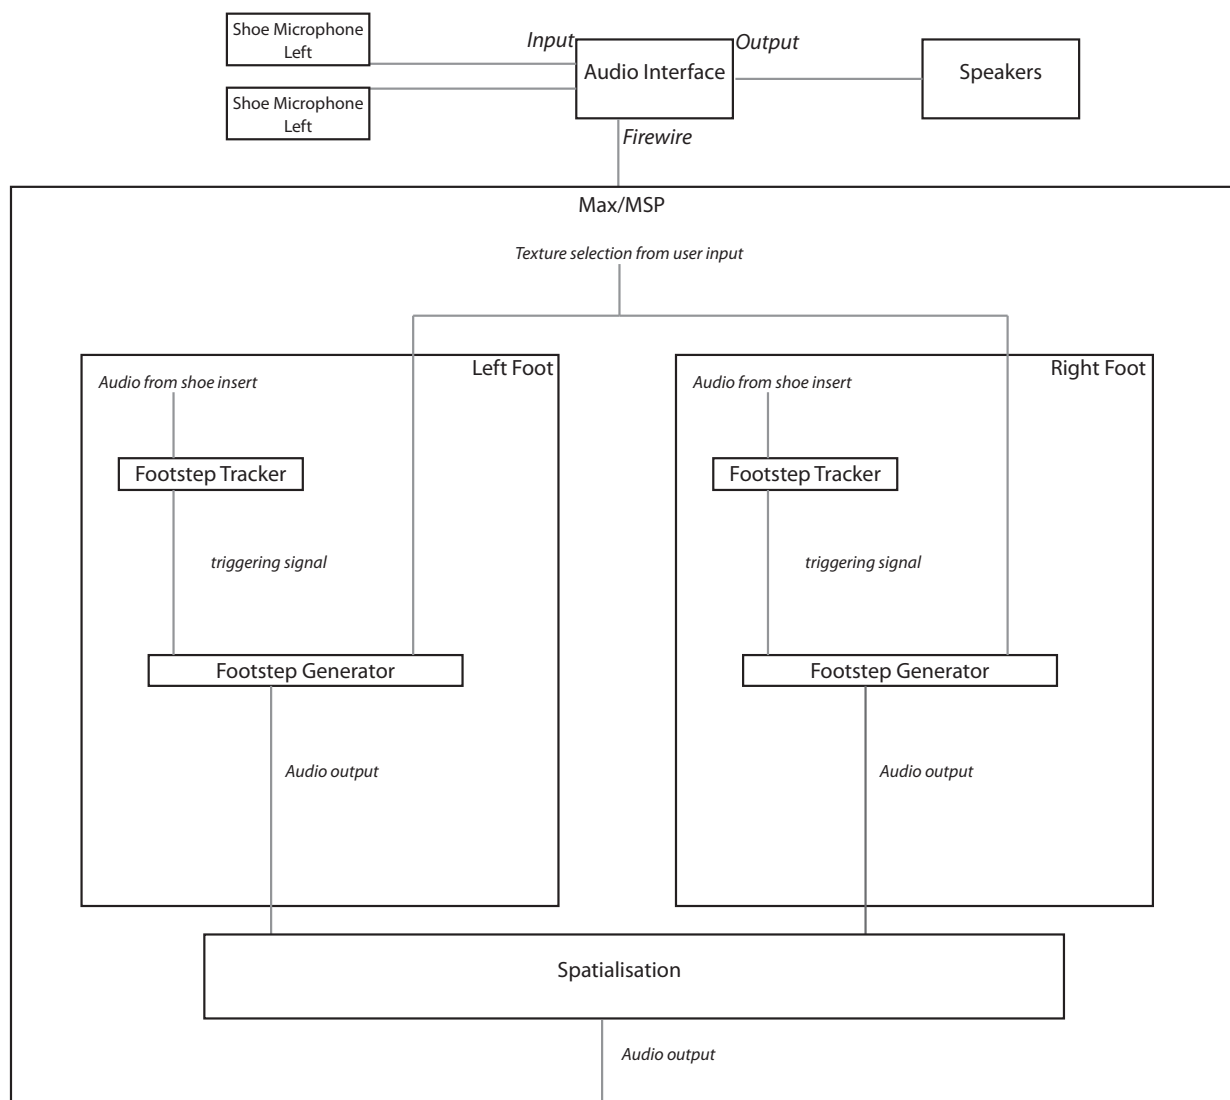 Shoe Microphone
Left
Input
Audio Interface
Output
Speakers
Shoe Microphone
Left
Firewire
Max/MSP
Texture selection from user input
Left Foot
Audio from shoe insert
Footstep Tracker
triggering signal
Footstep Generator
Audio output
Right Foot
Audio from shoe insert
Footstep Tracker
triggering signal
Footstep Generator
Audio output
Spatialisation
Audio output